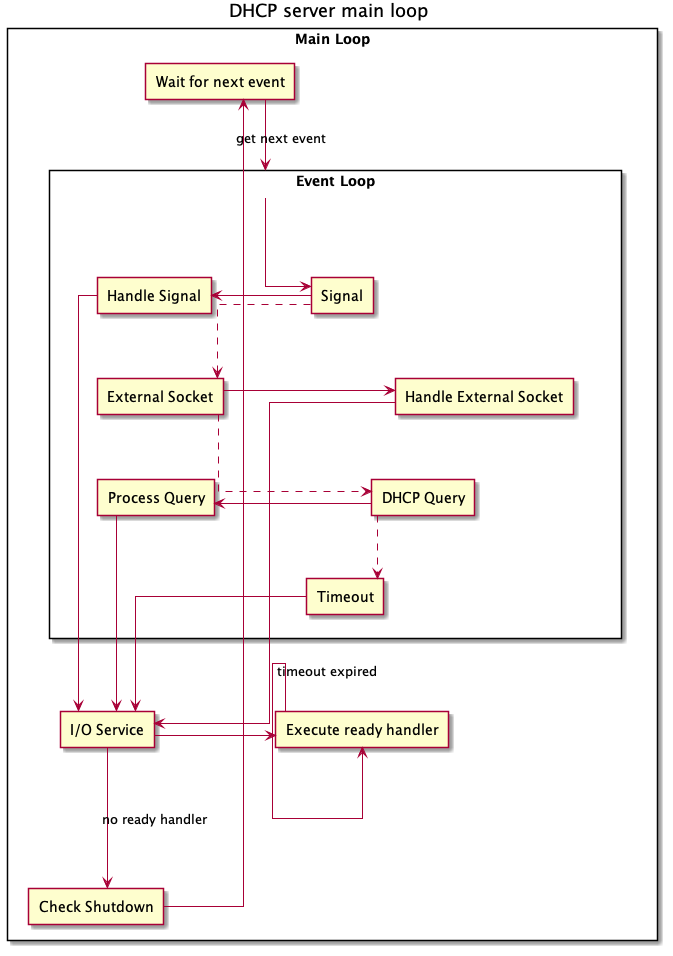 DHCP server main loop
Main Loop
Wait for next event
get next event
Event Loop
Handle Signal
Signal
External Socket
Handle External Socket
Process Query
DHCP Query
Timeout
timeout expired
I/O Service
Execute ready handler
no ready handler
Check Shutdown